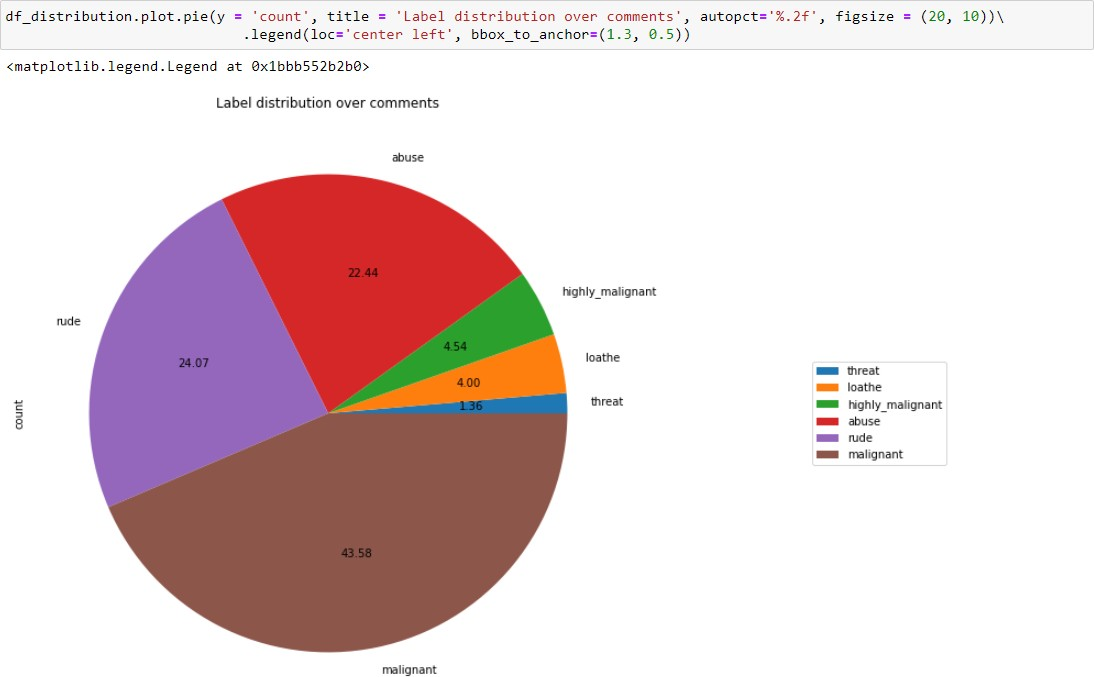 df_distribution.plot.pie(y = 'count', title = 'Label distribution over comments', autopct='%.2f', figsize = (20, 10))\
.legend(loc='center left', bbox_to_anchor=(1.3, 0.5))
<matplotlib.legend.Legend at 0x1bbb552b2b0>
Label distribution over comments
abuse
22.44
highly_malignant
rude
4.54
loathe
24.07
4.00
threat
1.36
count
43.58
malignant
threat
loathe
highly_malignant
abuse
rude
malignant